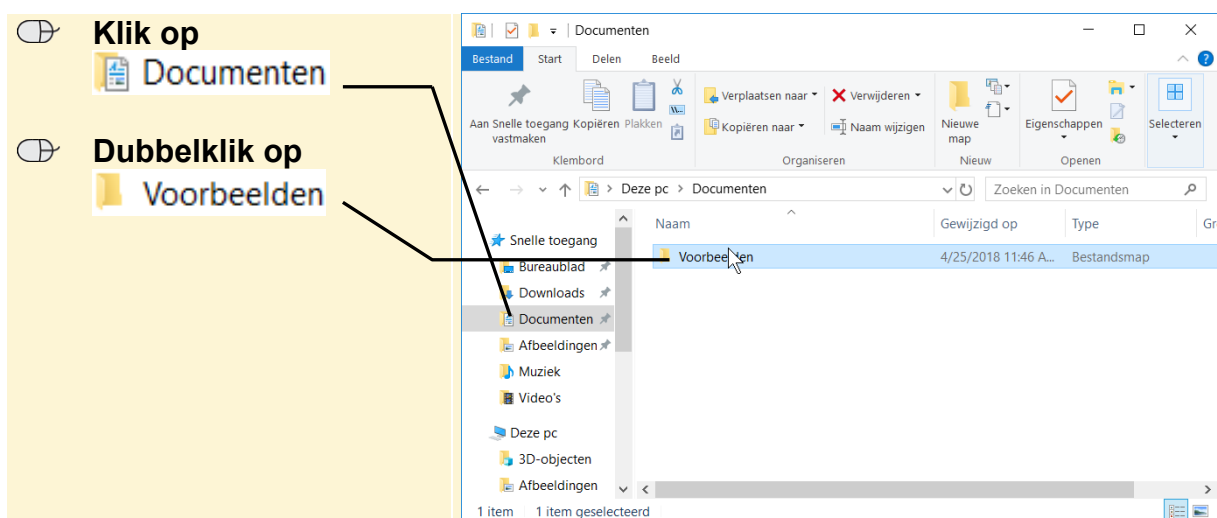 Klik op
Documenten
Dubbelklik op
Voorbeelden
Documenten
Bestand Start Delen Beeld
Aan Snelle toegang vastmaken
Kopiëren
Plakken
W...
Klembord
Verplaatsen naar
Kopiëren naar
Verwijderen
Naam wijzigen
Organiseren
Nieuwe map
Nieuw
Eigenschappen
Openen
Selecteren
Deze pc > Documenten
Zoeken in Documenten
Naam Gewijzigd op Type Gr
Voorbeelden 4/25/2018 11:46 A... Bestandsmap
Snelle toegang
Bureaublad
Downloads
Documenten
Afbeeldingen
Muziek
Video's
Deze pc
3D-objecten
Afbeeldingen
1 item 1 item geselecteerd